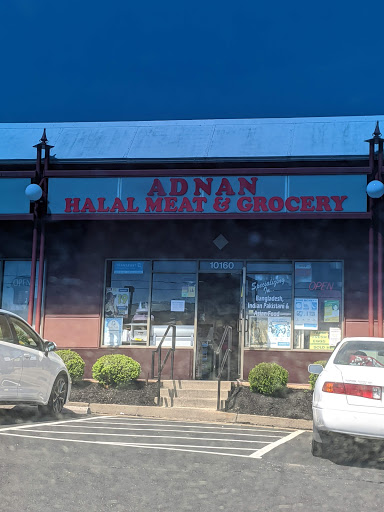 ADNAN
HALAL MEAT & GROCERY
10160
OPEN
Specializing
In
Bangladesh,
Indian Pakistani &
Asian Food